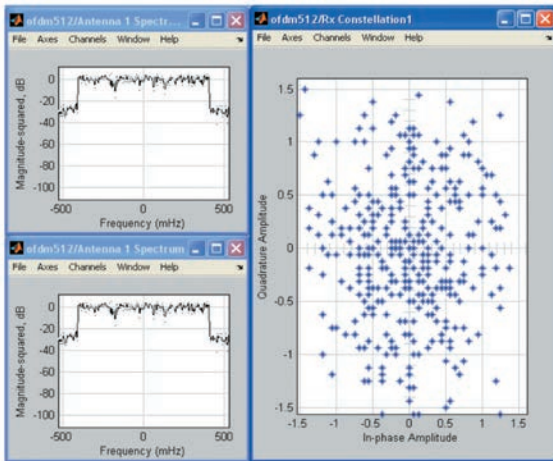 ofdm512/Antenna 1 Spectr...
File Axes Channels Window Help
Magnitude-squared, dB
0
-20
-40
-60
-80
-100
-500 0 500
Frequency (mHz)
ofdm512/Antenna 1 Spectrum
File Axes Channels Window Help
Magnitude-squared, dB
0
-20
-40
-60
-80
-100
-500 0 500
Frequency (mHz)
ofdm512/Rx Constellation1
File Axes Channels Window Help
Quadrature Amplitude
1.5
1
0.5
0
-0.5
-1
-1.5
-1.5 -1 -0.5 0 0.5 1 1.5
In-phase Amplitude